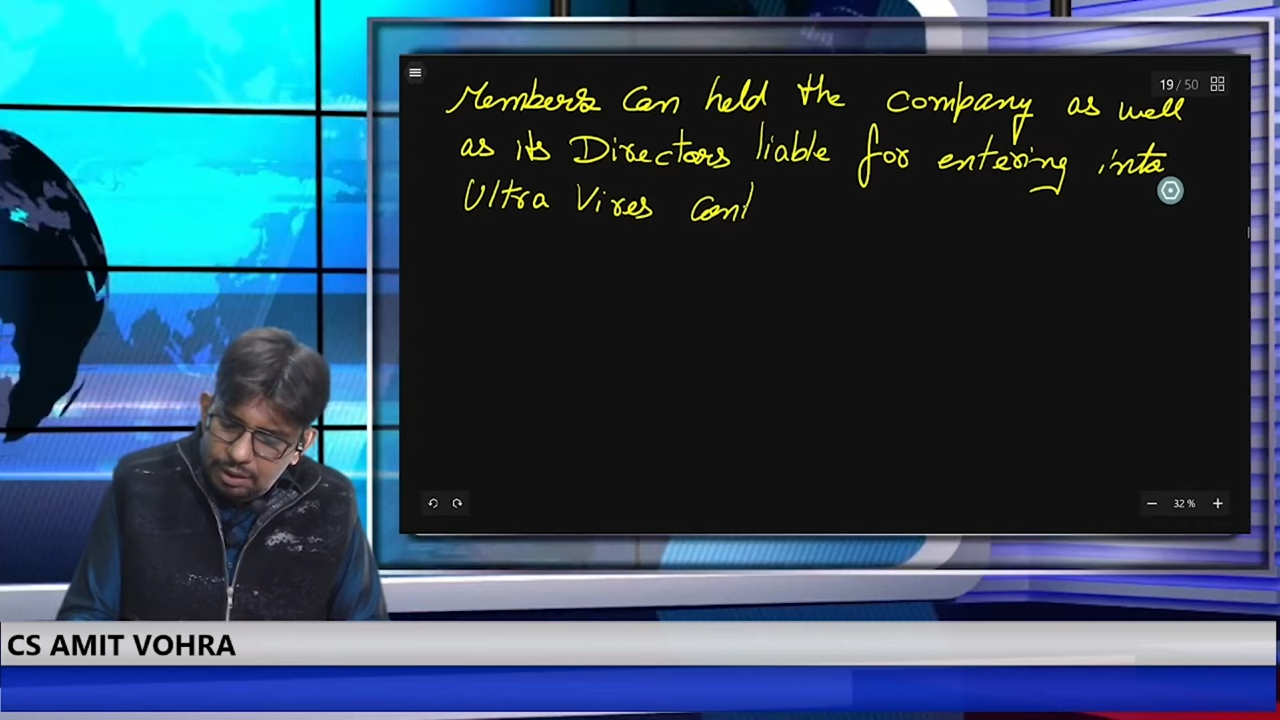 19 / 50
Members can held the company as well
as its Directors liable for entering into
Ultra Vires cont
32 %
CS AMIT VOHRA